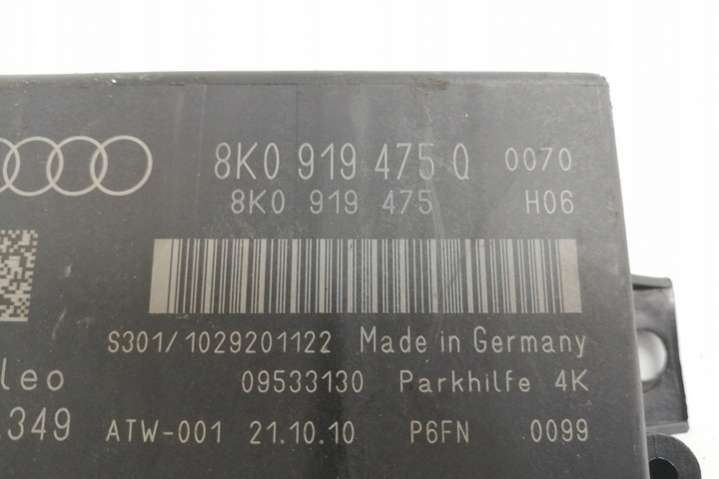 8K0 919 475 Q 0070
8K0 919 475 H06
S301/1029201122 Made in Germany
leo 09533130 Parkhilfe 4K
349 ATW-001 21.10.10 P6FN 0099